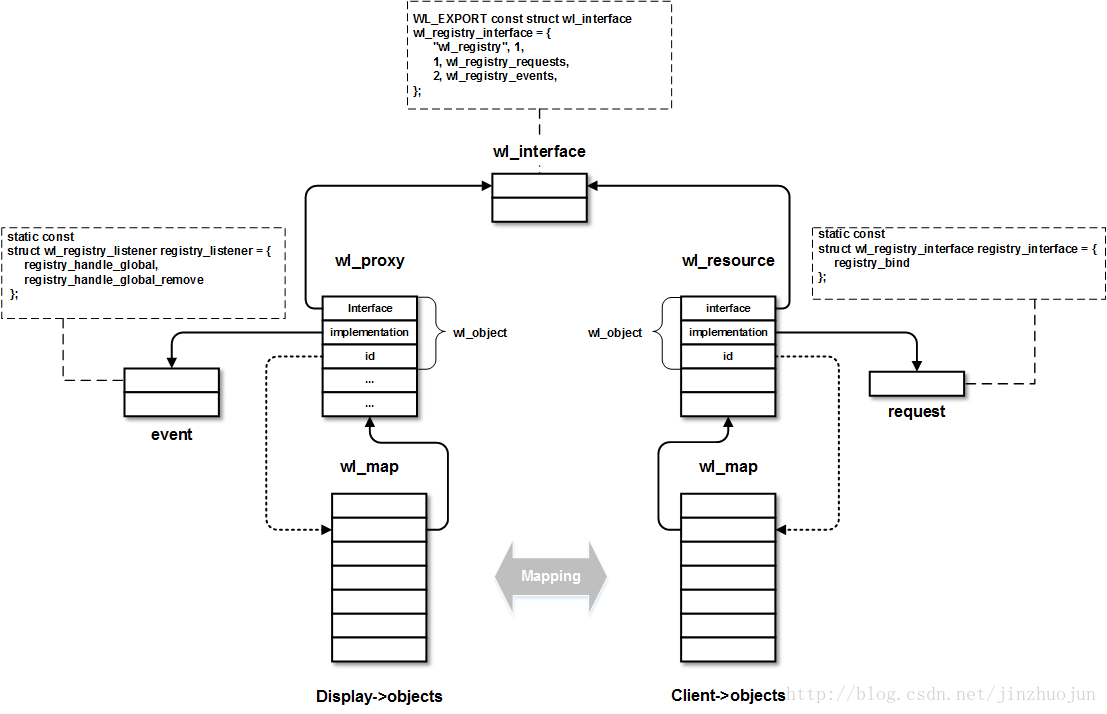 WL_EXPORT const struct wl_interface
wl_registry_interface = {
"wl_registry", 1,
1, wl_registry_requests,
2, wl_registry_events,
};
wl_interface
static const
struct wl_registry_listener registry_listener = {
registry_handle_global,
registry_handle_global_remove
};
static const
struct wl_registry_interface registry_interface = {
registry_bind
};
wl_proxy
wl_resource
Interface
implementation
id
...
...
wl_object
wl_object
interface
implementation
id
event
request
wl_map
wl_map
Mapping
Display->objects
Client->objects
http://blog.csdn.net/jinzhuojun